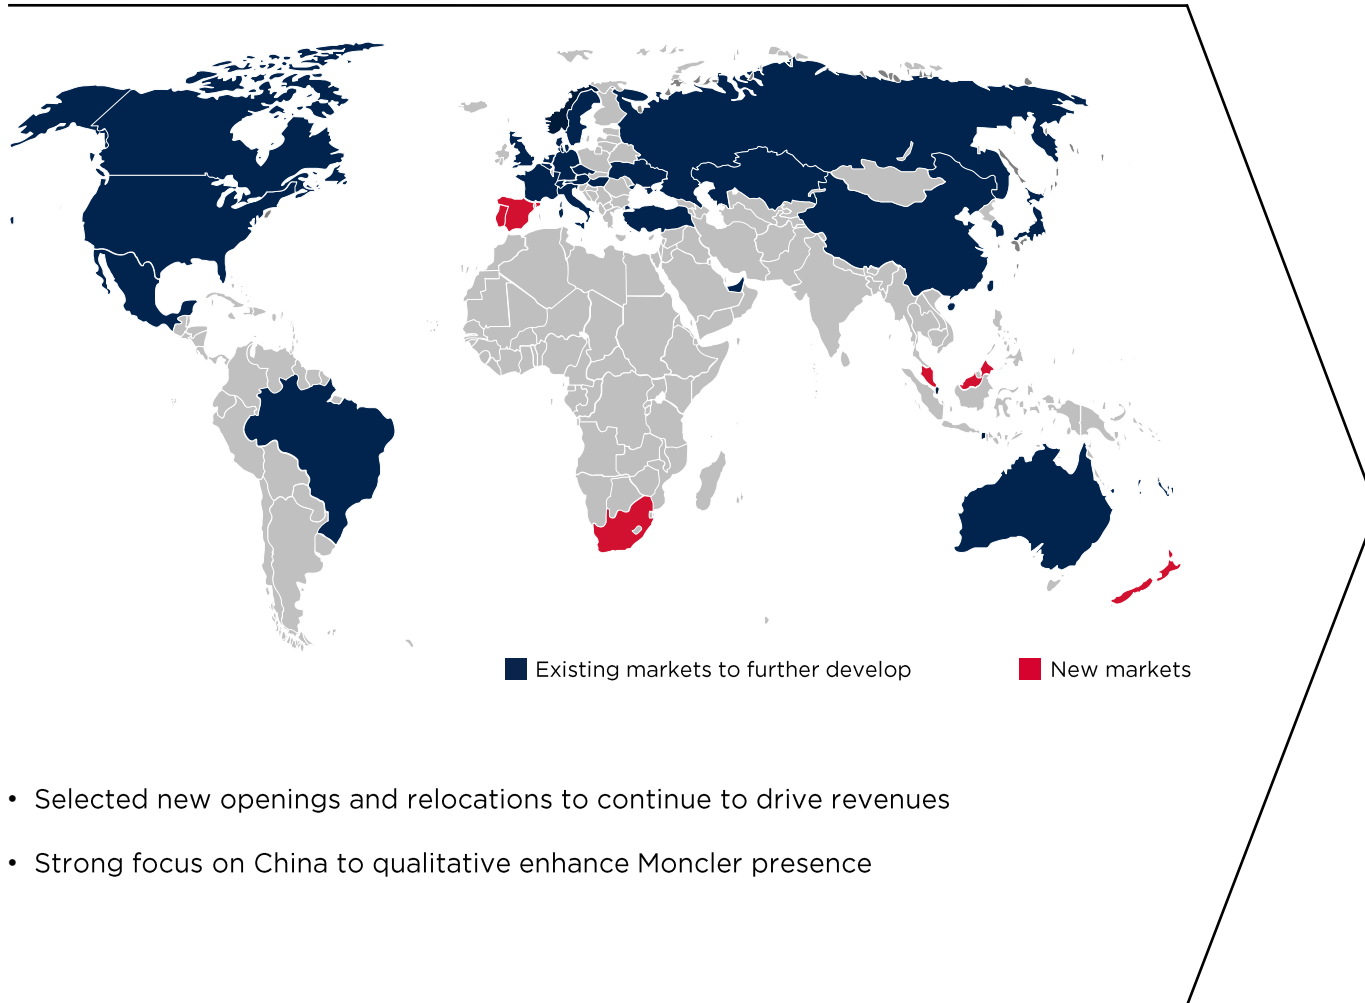 Existing markets to further develop
New markets
• Selected new openings and relocations to continue to drive revenues
• Strong focus on China to qualitative enhance Moncler presence